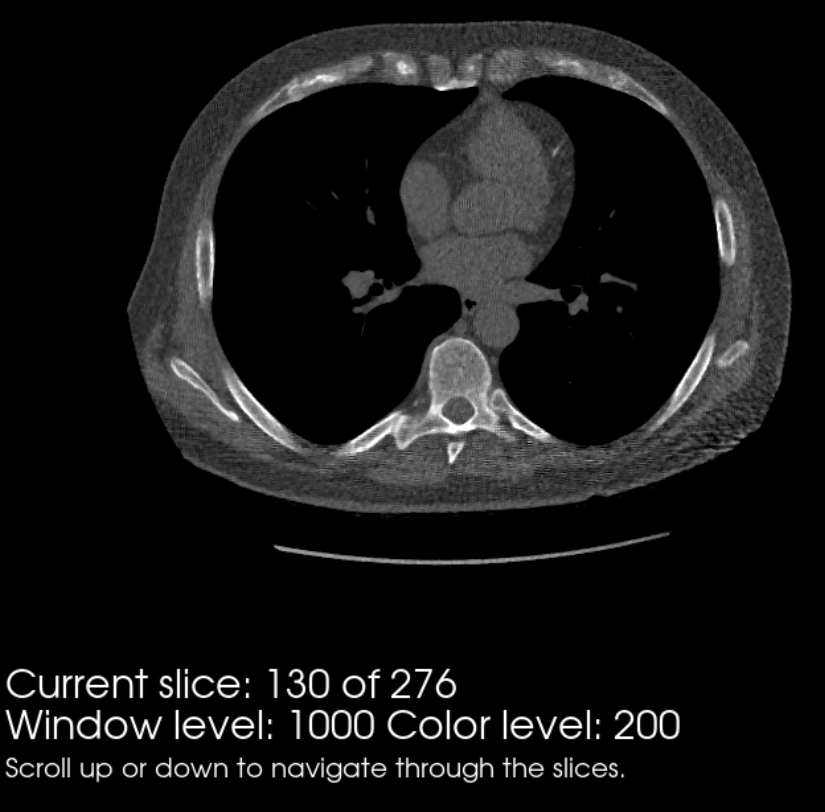 Current slice: 130 of 276
Window level: 1000 Color level: 200
Scroll up or down to navigate through the slices.